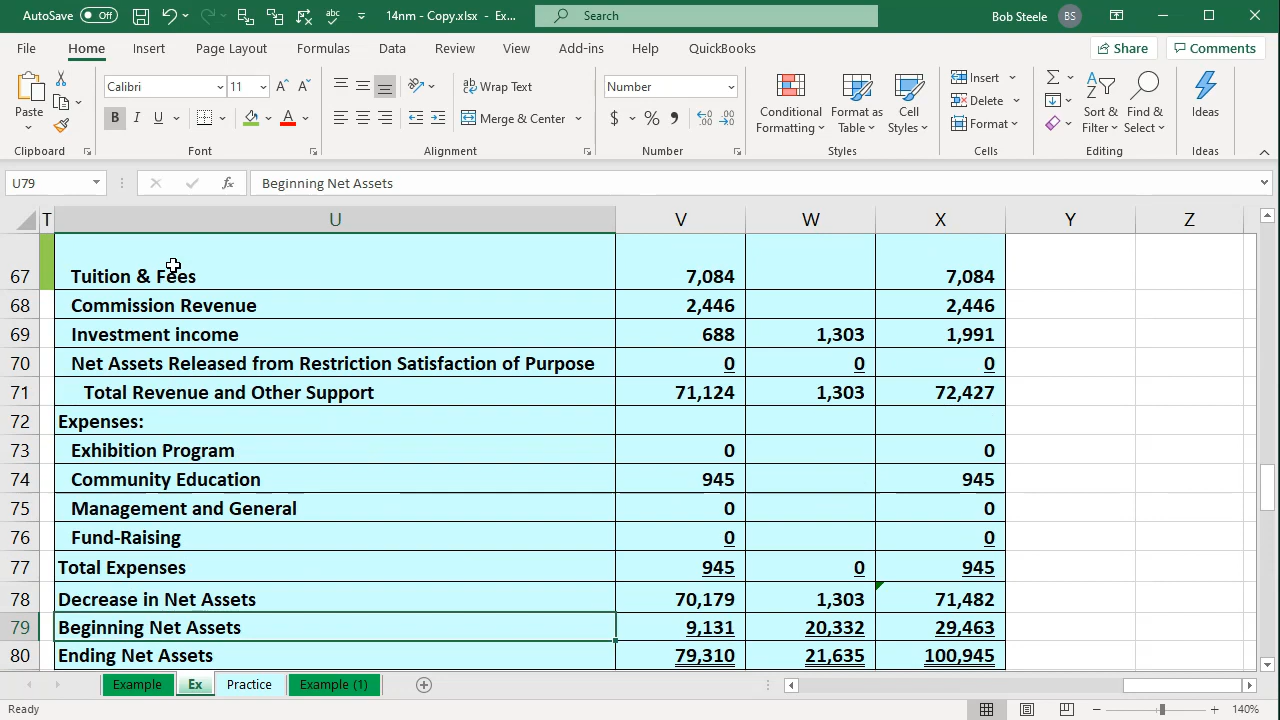 AutoSave Off 14nm - Copy.xlsx - Ex... Search Bob Steele BS
File Home Insert Page Layout Formulas Data Review View Add-ins Help QuickBooks Share Comments
Paste Calibri 11 A A ab Wrap Text Number Conditional Formatting Format as Table Cell Styles Insert Delete Format Sort & Filter Find & Select Ideas
B I U A Merge & Center $ % , .00 .0
Clipboard Font Alignment Number Styles Cells Editing Ideas
U79 fx Beginning Net Assets
T U V W X Y Z
67 Tuition & Fees 7,084 7,084
68 Commission Revenue 2,446 2,446
69 Investment income 688 1,303 1,991
70 Net Assets Released from Restriction Satisfaction of Purpose 0 0 0
71 Total Revenue and Other Support 71,124 1,303 72,427
72 Expenses:
73 Exhibition Program 0 0
74 Community Education 945 945
75 Management and General 0 0
76 Fund-Raising 0 0
77 Total Expenses 945 0 945
78 Decrease in Net Assets 70,179 1,303 71,482
79 Beginning Net Assets 9,131 20,332 29,463
80 Ending Net Assets 79,310 21,635 100,945
Example Ex Practice Example (1)
Ready 140%